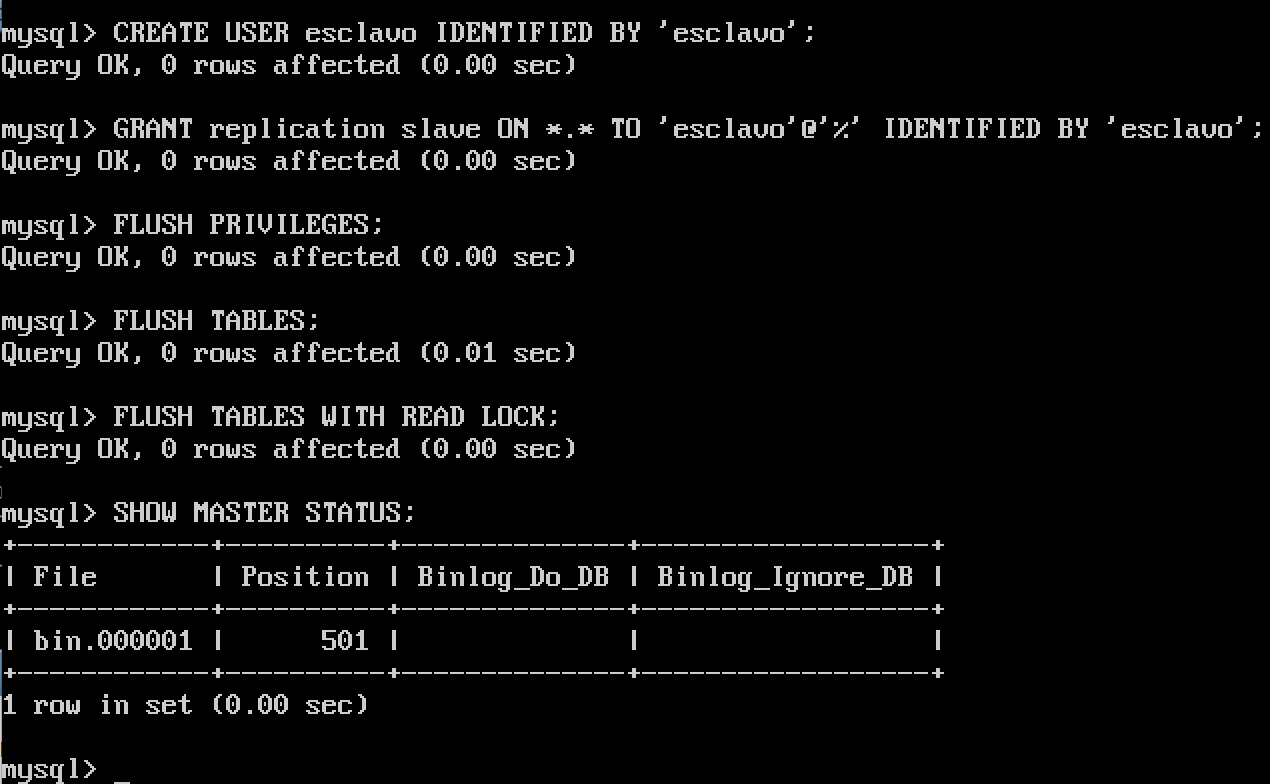 mysql> CREATE USER esclavo IDENTIFIED BY 'esclavo';
Query OK, 0 rows affected (0.00 sec)
mysql> GRANT replication slave ON *.* TO 'esclavo'@'%' IDENTIFIED BY 'esclavo';
Query OK, 0 rows affected (0.00 sec)
mysql> FLUSH PRIVILEGES;
Query OK, 0 rows affected (0.00 sec)
mysql> FLUSH TABLES;
Query OK, 0 rows affected (0.01 sec)
mysql> FLUSH TABLES WITH READ LOCK;
Query OK, 0 rows affected (0.00 sec)
mysql> SHOW MASTER STATUS;
+------------+----------+--------------+------------------+
| File       | Position | Binlog_Do_DB | Binlog_Ignore_DB |
+------------+----------+--------------+------------------+
| bin.000001 |      501 |              |                  |
+------------+----------+--------------+------------------+
1 row in set (0.00 sec)
mysql> _